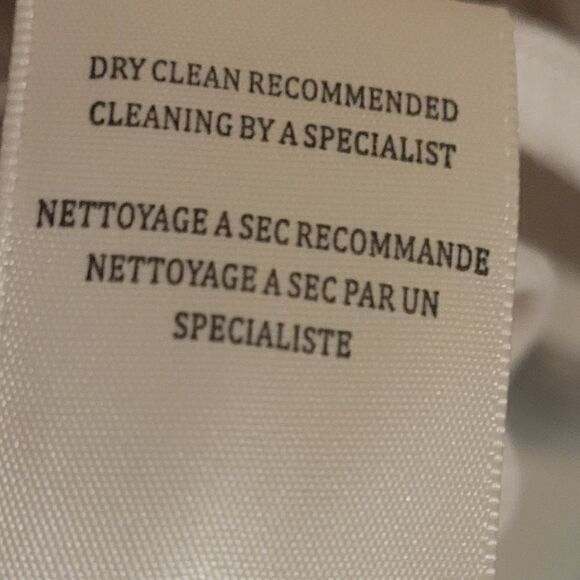 DRY CLEAN RECOMMENDED
CLEANING BY A SPECIALIST
NETTOYAGE A SEC RECOMMANDE
NETTOYAGE A SEC PAR UN
SPECIALISTE